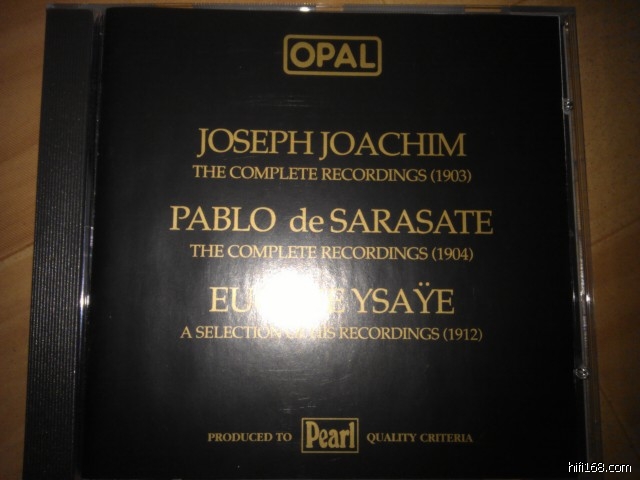 OPAL
JOSEPH JOACHIM
THE COMPLETE RECORDINGS (1903)
PABLO de SARASATE
THE COMPLETE RECORDINGS (1904)
YSAŸE
A SELECTION HIS RECORDINGS (1912)
PRODUCED TO Pearl QUALITY CRITERIA
hifi168.com